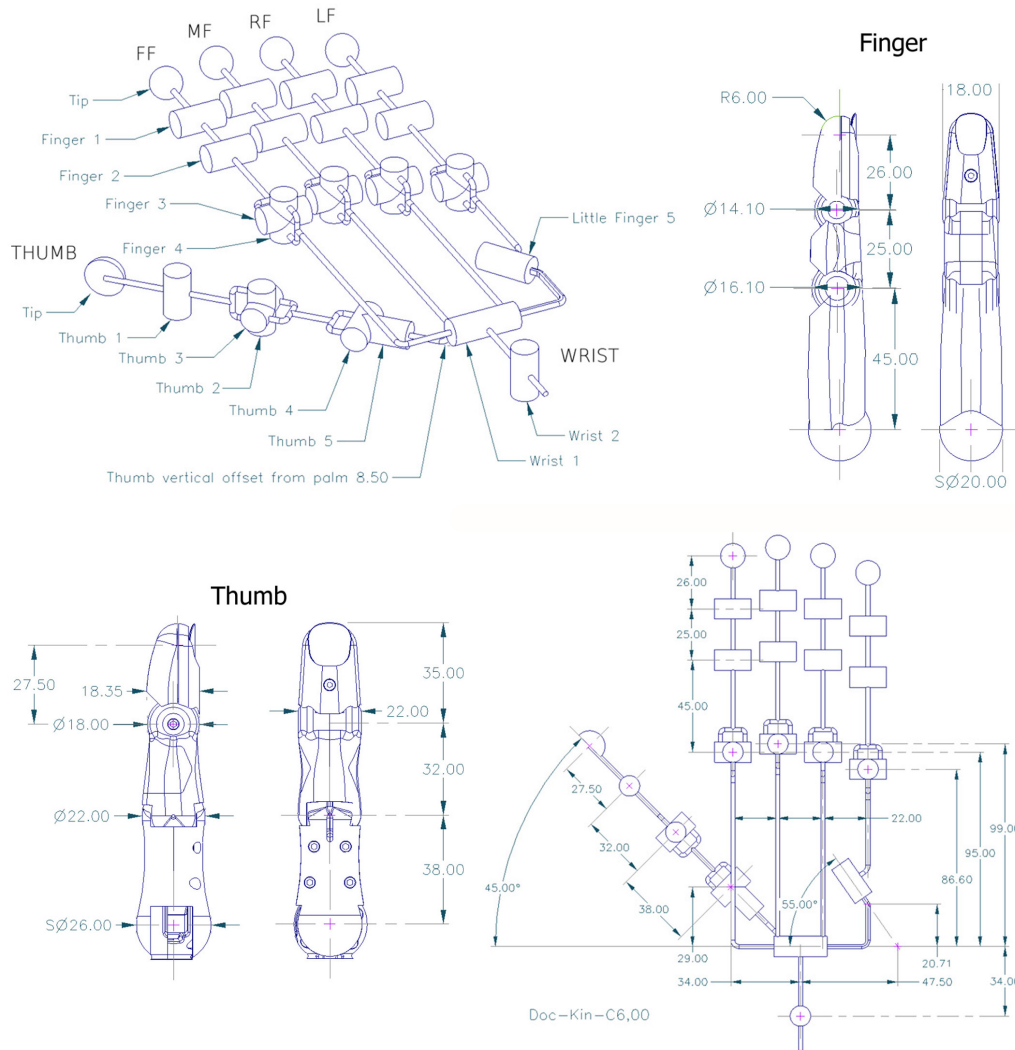 FF
MF
RF
LF
Tip
Finger 1
Finger 2
Finger 3
Finger 4
Little Finger 5
THUMB
Tip
Thumb 1
Thumb 3
Thumb 2
Thumb 4
Thumb 5
Thumb vertical offset from palm 8.50
WRIST
Wrist 2
Wrist 1
Finger
R6.00
18.00
26.00
Ø14.10
25.00
Ø16.10
45.00
SØ20.00
Thumb
27.50
18.35
Ø18.00
Ø22.00
SØ26.00
35.00
22.00
32.00
38.00
26.00
25.00
45.00
22.00
99.00
95.00
86.60
27.50
32.00
38.00
45.00°
55.00°
29.00
34.00
20.71
47.50
34.00
Doc-Kin-C6,00